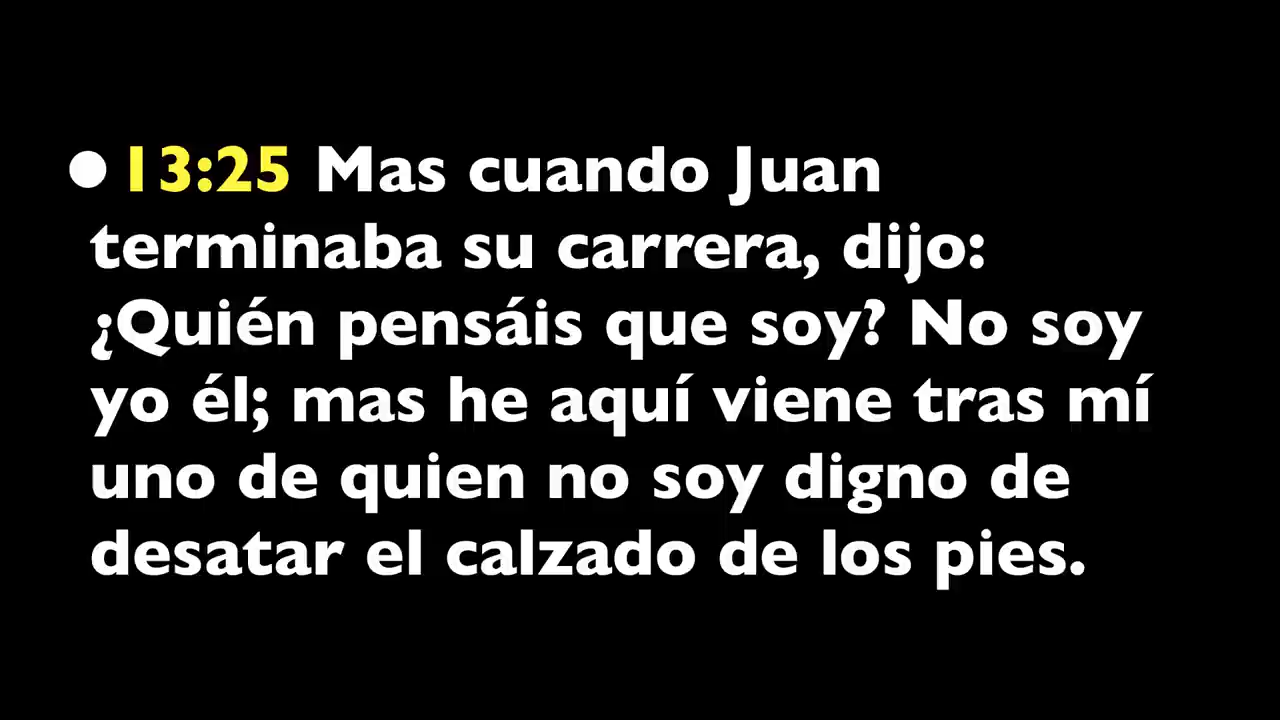 ● 13:25 Mas cuando Juan
terminaba su carrera, dijo:
¿Quién pensáis que soy? No soy
yo él; mas he aquí viene tras mí
uno de quien no soy digno de
desatar el calzado de los pies.